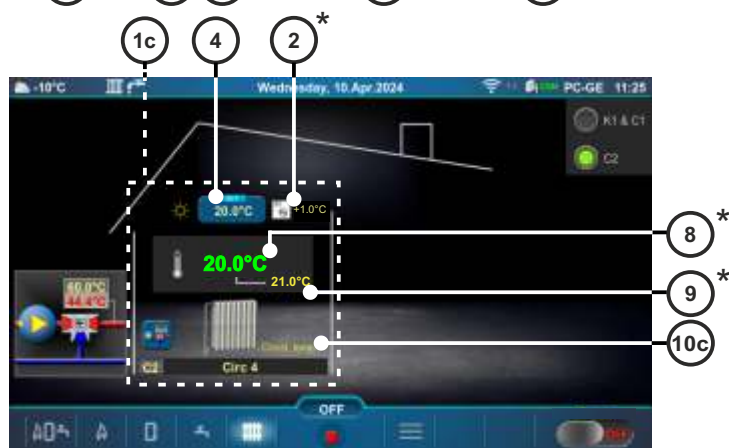 1c 4 2*
-10°C Wednesday, 10.Apr.2024 PC-GE 11:25
K1 & C1
C2
20.0°C +1.0°C
8*
20.0°C
21.0°C
9*
60.0°C
44.4°C
10c
C2 Circ 4
OFF
OFF